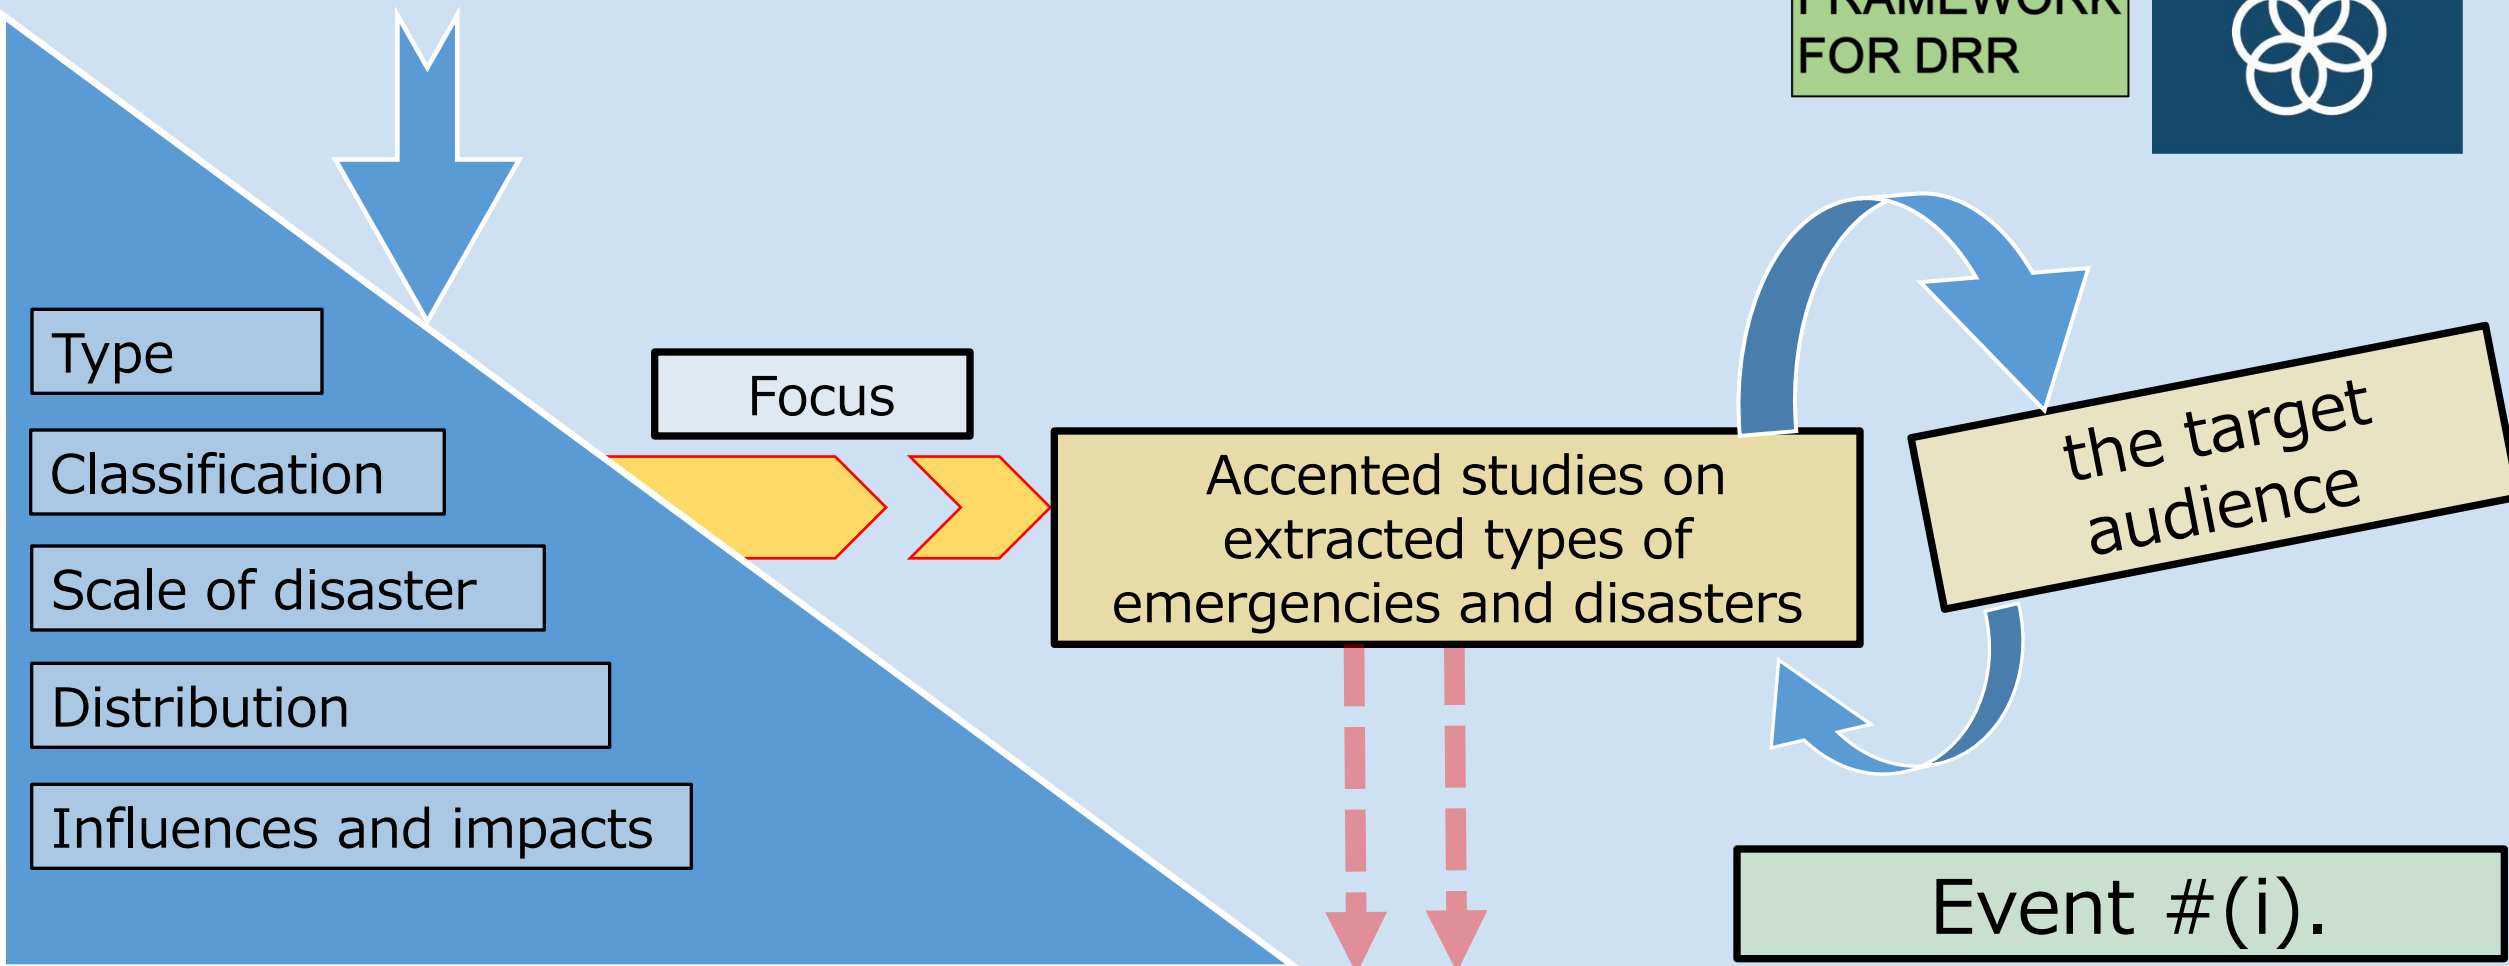 FRAMEWORK
FOR DRR
Type
Classification
Scale of disaster
Distribution
Influences and impacts
Focus
Accented studies on
extracted types of
emergencies and disasters
the target
audience
Event #(i).